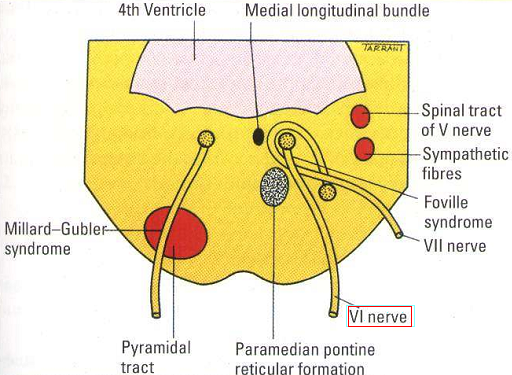 4th Ventricle
Medial longitudinal bundle
TARRANT
Spinal tract
of V nerve
Sympathetic
fibres
Foville
syndrome
VII nerve
Millard–Gubler
syndrome
VI nerve
Pyramidal
tract
Paramedian pontine
reticular formation